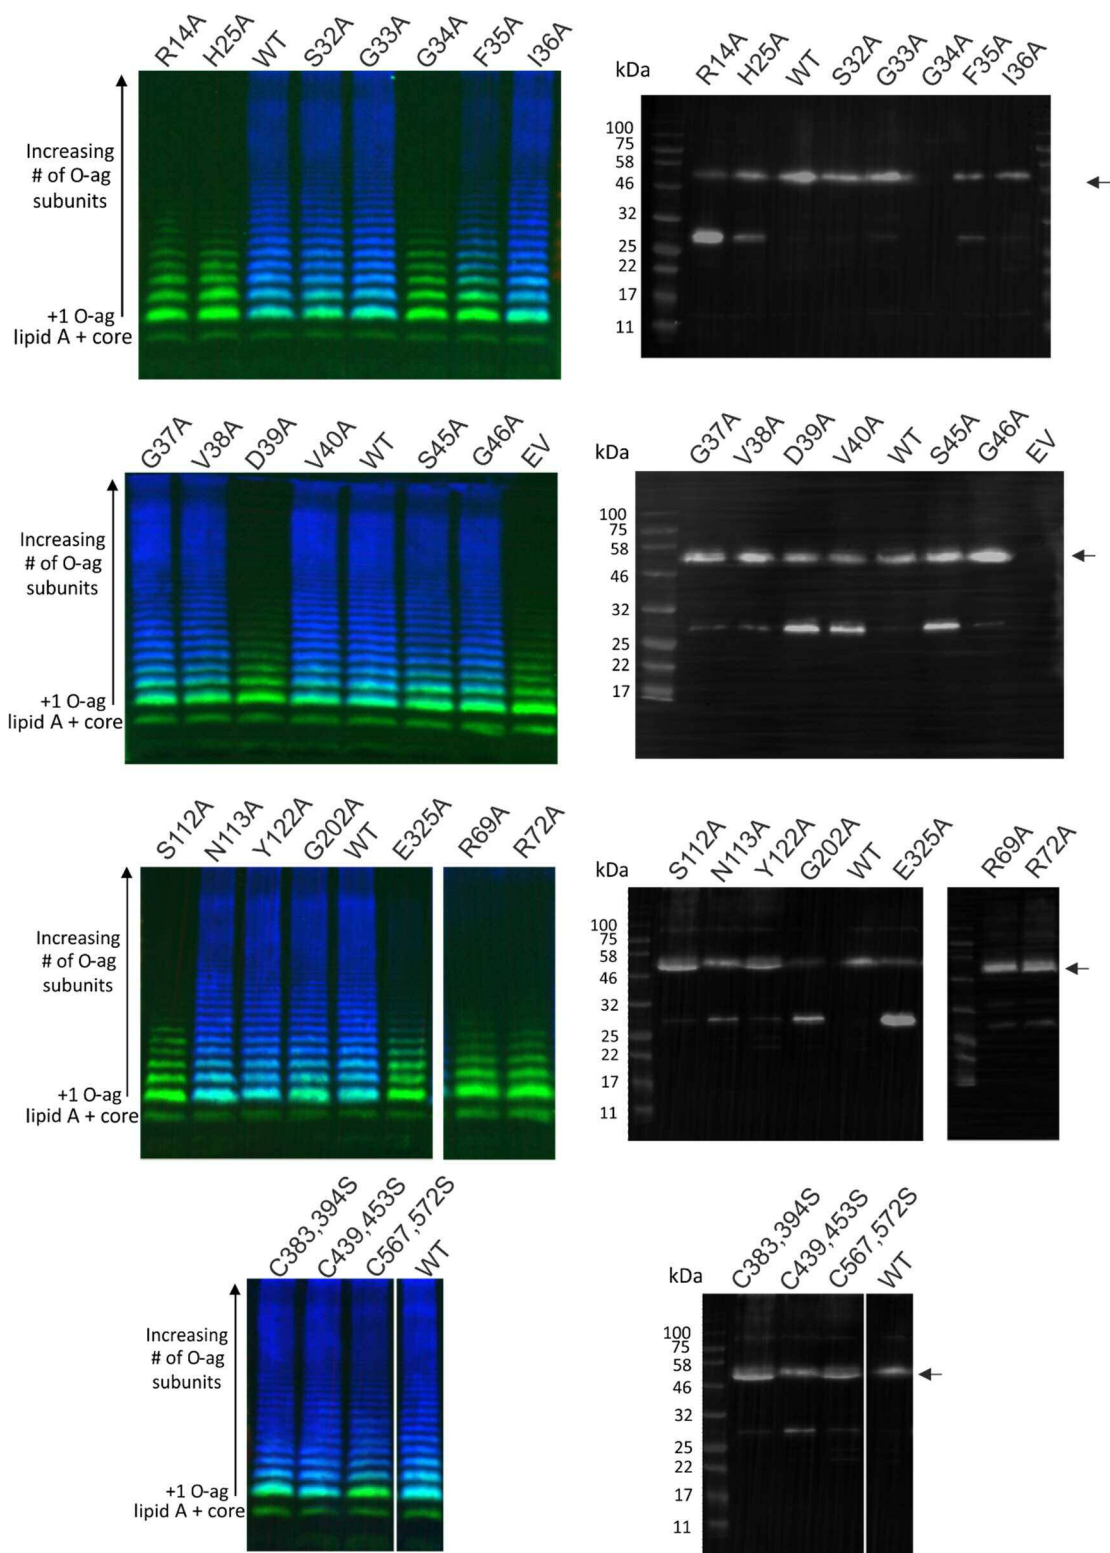 R14A H25A WT S32A G33A G34A F35A I36A
Increasing
# of O-ag
subunits
+1 O-ag
lipid A + core
kDa
R14A H25A WT S32A G33A G34A F35A I36A
100
75
58
46
32
25
22
17
11
G37A V38A D39A V40A WT S45A G46A EV
Increasing
# of O-ag
subunits
+1 O-ag
lipid A + core
kDa
G37A V38A D39A V40A WT S45A G46A EV
100
75
58
46
32
25
22
17
S112A N113A Y122A G202A WT E325A R69A R72A
Increasing
# of O-ag
subunits
+1 O-ag
lipid A + core
kDa
S112A N113A Y122A G202A WT E325A R69A R72A
100
75
58
46
32
25
22
17
11
C383,394S C439,453S C567,572S WT
Increasing
# of O-ag
subunits
+1 O-ag
lipid A + core
kDa
C383,394S C439,453S C567,572S WT
100
75
58
46
32
25
22
17
11